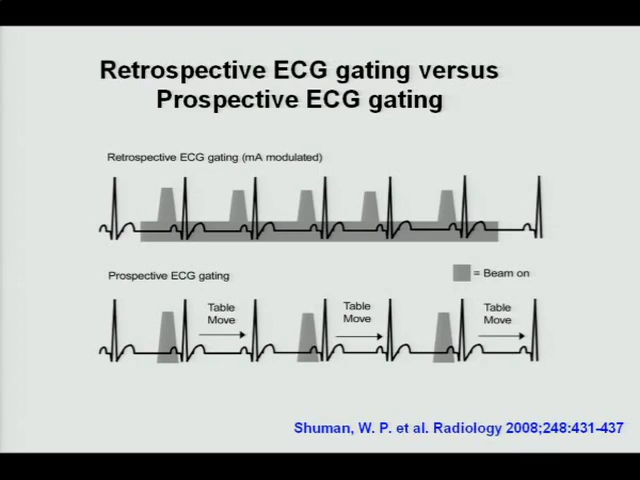 Retrospective ECG gating versus
Prospective ECG gating
Retrospective ECG gating (mA modulated)
Prospective ECG gating
= Beam on
Table
Move
Table
Move
Table
Move
Shuman, W. P. et al. Radiology 2008;248:431-437